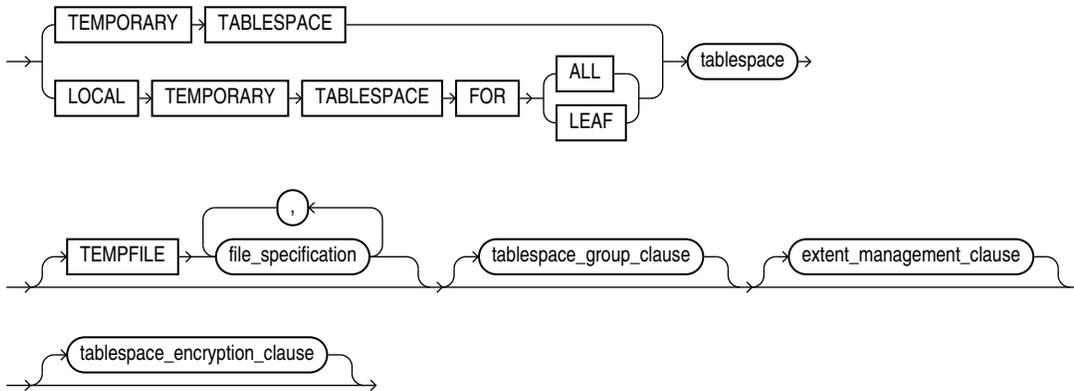 TEMPORARY TABLESPACE
LOCAL TEMPORARY TABLESPACE FOR ALL LEAF tablespace
TEMPFILE file_specification , tablespace_group_clause extent_management_clause
tablespace_encryption_clause